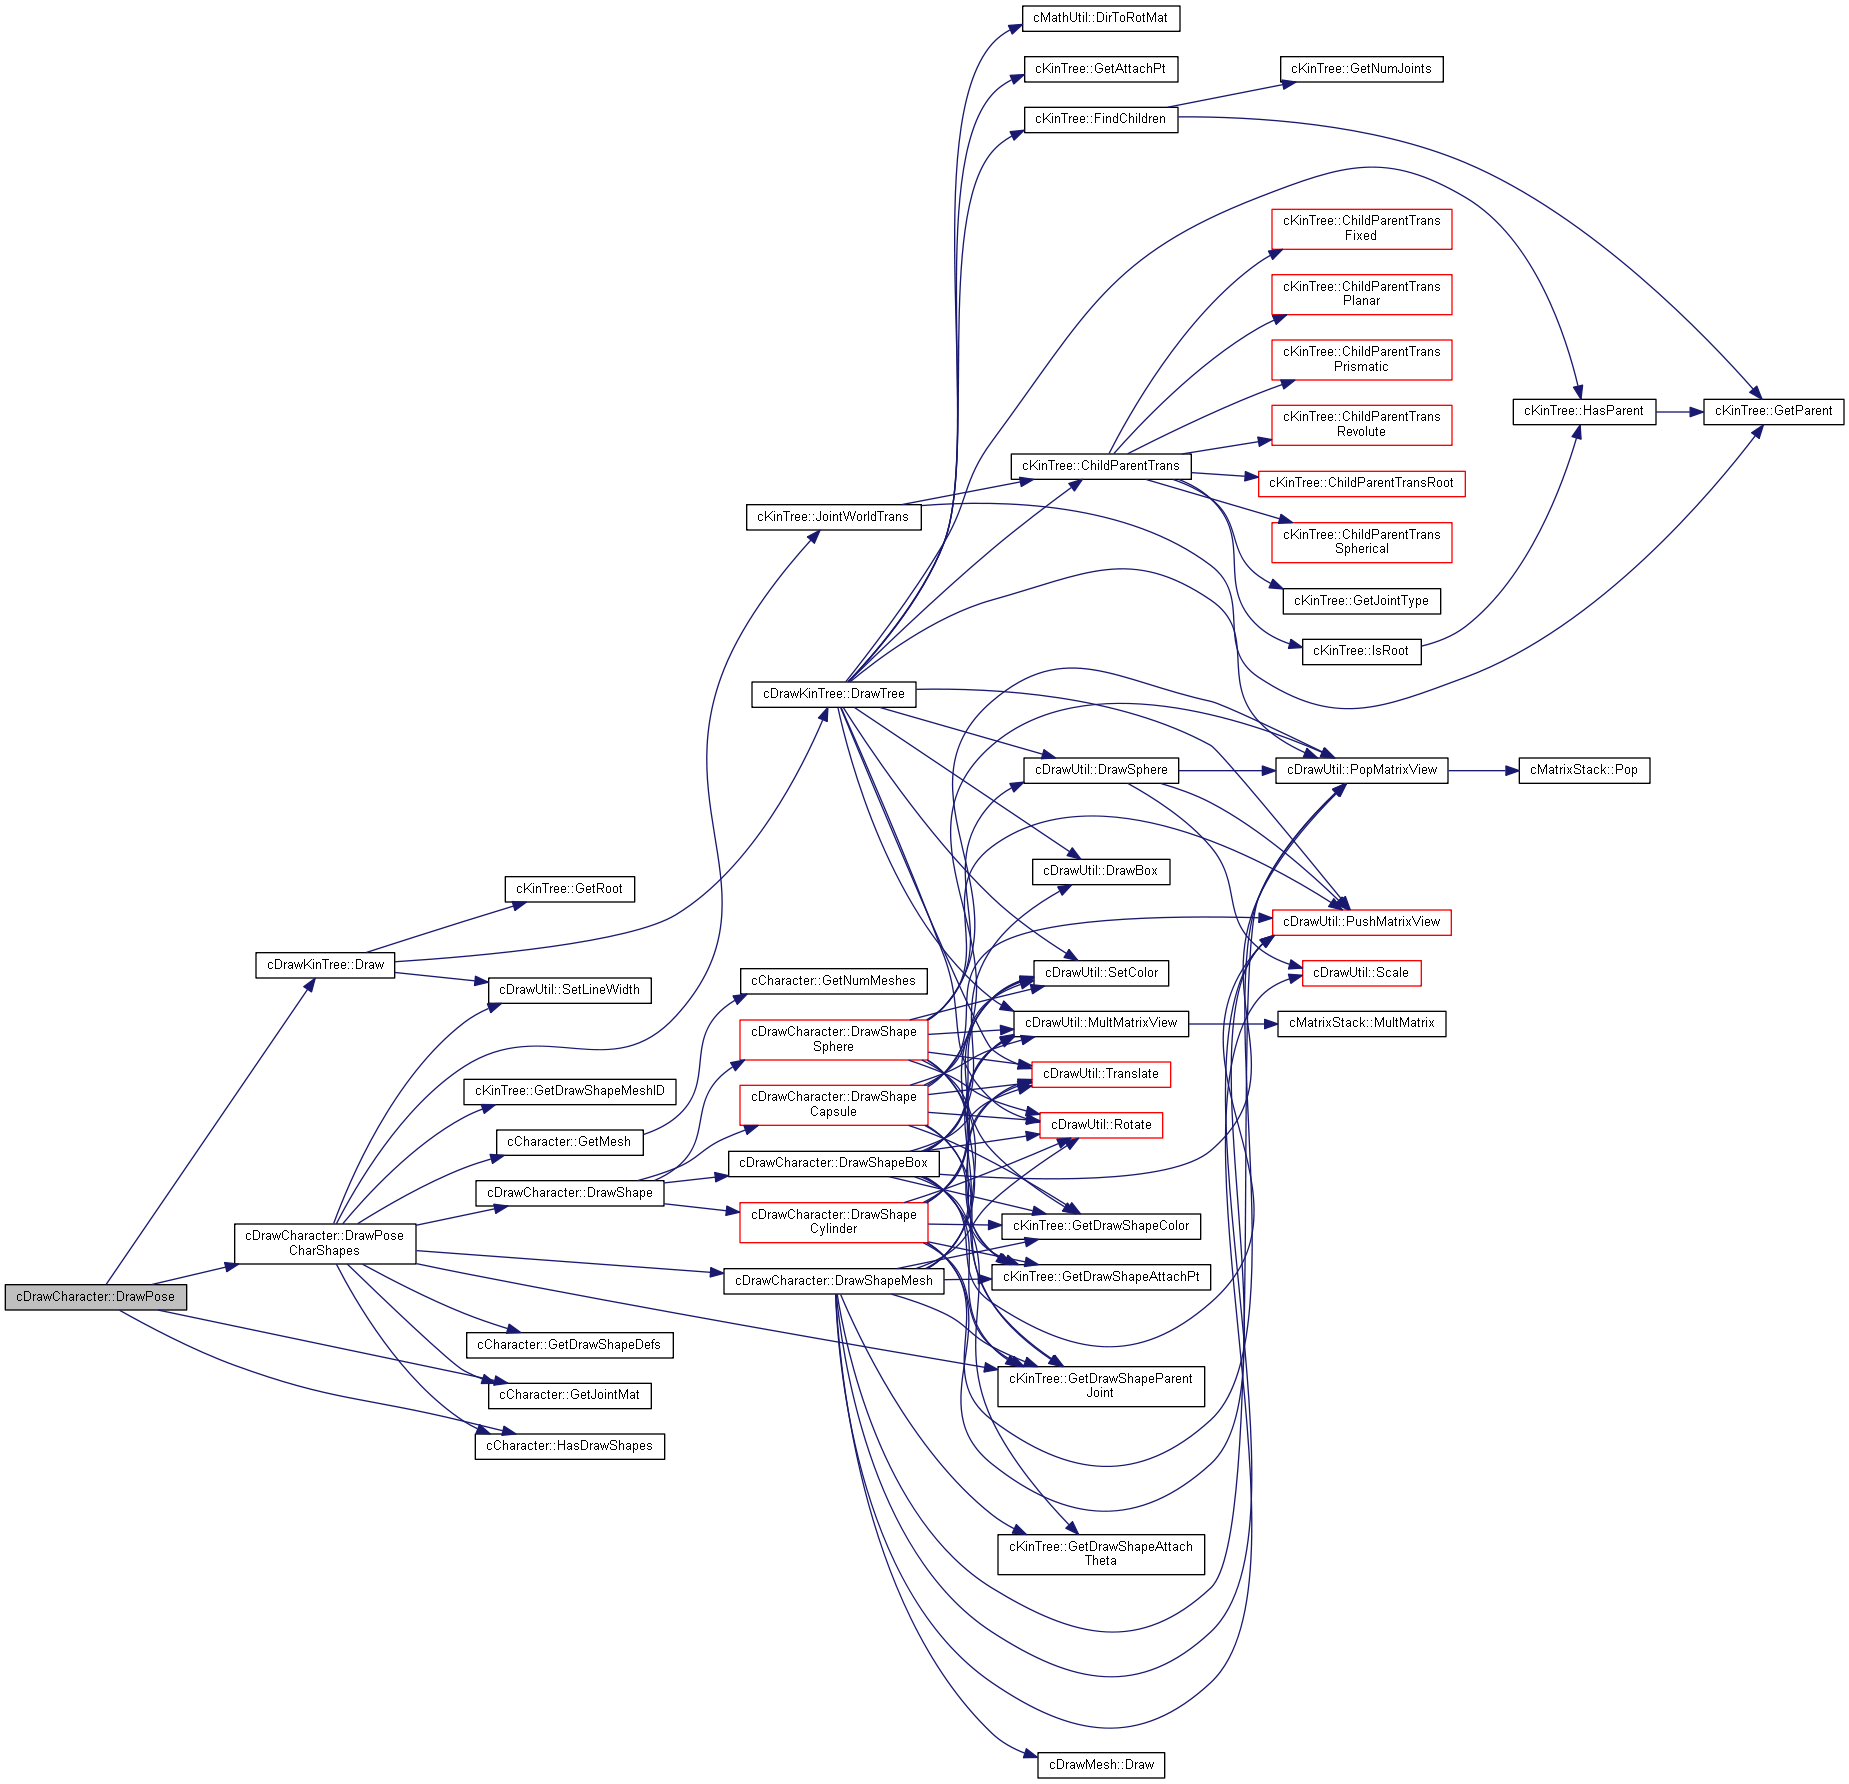 cMathUtil::DirToRotMat
cKinTree::GetAttachPt
cKinTree::GetNumJoints
cKinTree::FindChildren
cKinTree::ChildParentTrans
Fixed
cKinTree::ChildParentTrans
Planar
cKinTree::ChildParentTrans
Prismatic
cKinTree::ChildParentTrans
Revolute
cKinTree::HasParent
cKinTree::GetParent
cKinTree::ChildParentTrans
cKinTree::ChildParentTransRoot
cKinTree::JointWorldTrans
cKinTree::ChildParentTrans
Spherical
cKinTree::GetJointType
cKinTree::IsRoot
cDrawKinTree::DrawTree
cDrawUtil::DrawSphere
cDrawUtil::PopMatrixView
cMatrixStack::Pop
cDrawUtil::DrawBox
cKinTree::GetRoot
cDrawUtil::PushMatrixView
cDrawKinTree::Draw
cDrawUtil::SetColor
cDrawUtil::Scale
cCharacter::GetNumMeshes
cDrawUtil::SetLineWidth
cDrawUtil::MultMatrixView
cMatrixStack::MultMatrix
cDrawCharacter::DrawShape
Sphere
cDrawUtil::Translate
cKinTree::GetDrawShapeMeshID
cDrawCharacter::DrawShape
Capsule
cDrawUtil::Rotate
cCharacter::GetMesh
cDrawCharacter::DrawShapeBox
cDrawCharacter::DrawShape
cDrawCharacter::DrawShape
Cylinder
cKinTree::GetDrawShapeColor
cDrawCharacter::DrawPose
CharShapes
cDrawCharacter::DrawShapeMesh
cKinTree::GetDrawShapeAttachPt
cDrawCharacter::DrawPose
cCharacter::GetDrawShapeDefs
cKinTree::GetDrawShapeParent
Joint
cCharacter::GetJointMat
cCharacter::HasDrawShapes
cKinTree::GetDrawShapeAttach
Theta
cDrawMesh::Draw